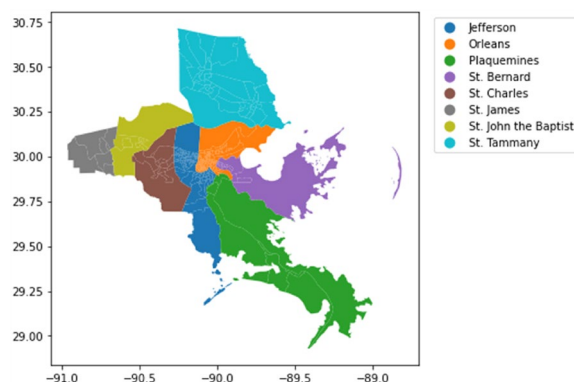 30.75
30.50
30.25
30.00
29.75
29.50
29.25
29.00
−91.0 −90.5 −90.0 −89.5 −89.0
Jefferson
Orleans
Plaquemines
St. Bernard
St. Charles
St. James
St. John the Baptist
St. Tammany